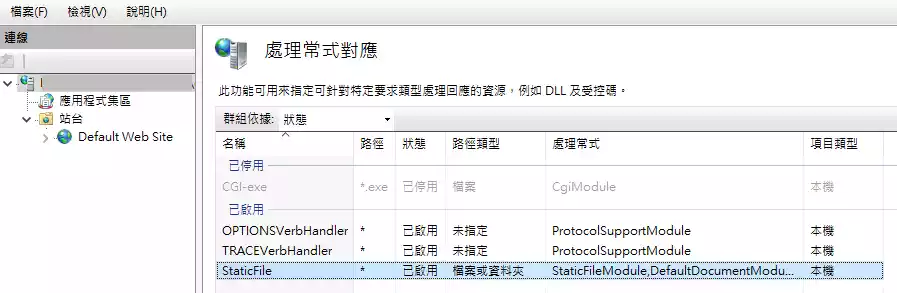 檔案(F) 檢視(V) 說明(H)
連線
處理常式對應
此功能可用來指定可針對特定要求類型處理回應的資源，例如 DLL 及受控碼。
應用程式集區
站台
Default Web Site
群組依據: 狀態
名稱 路徑 狀態 路徑類型 處理常式 項目類型
已停用
CGI-exe *.exe 已停用 檔案 CgiModule 本機
已啟用
OPTIONSVerbHandler * 已啟用 未指定 ProtocolSupportModule 本機
TRACEVerbHandler * 已啟用 未指定 ProtocolSupportModule 本機
StaticFile * 已啟用 檔案或資料夾 StaticFileModule,DefaultDocumentModu... 本機